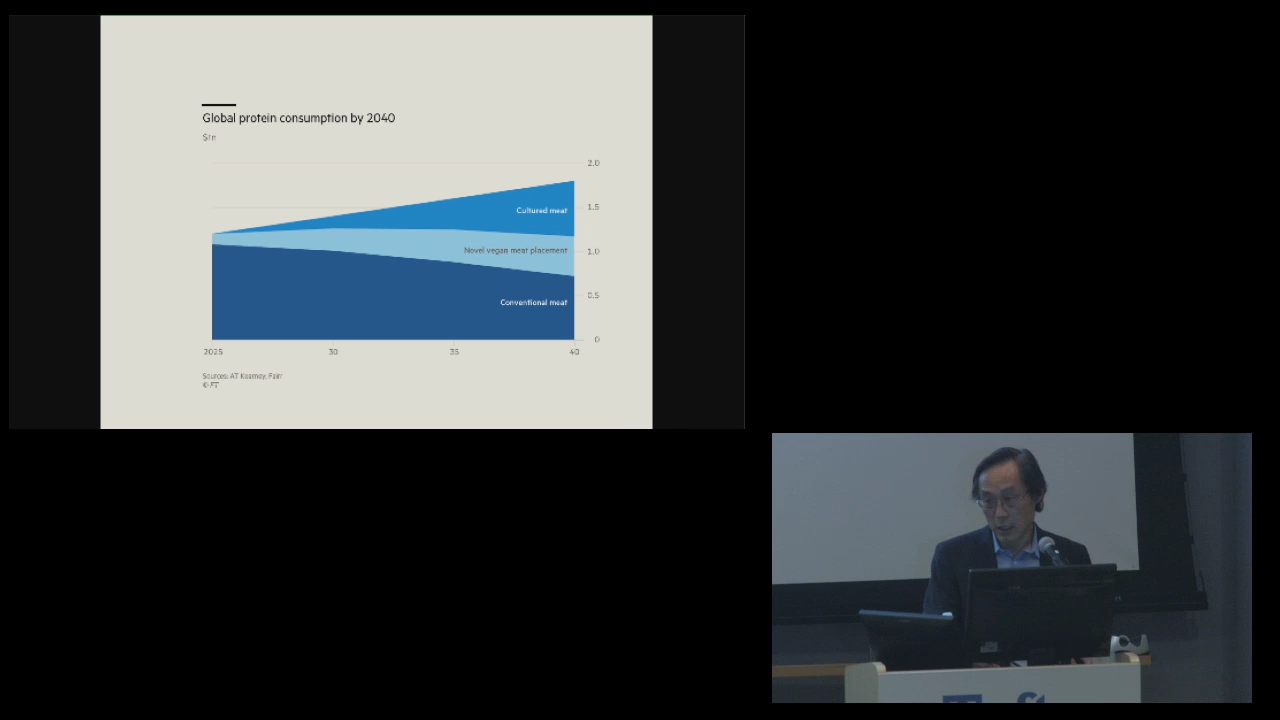 Global protein consumption by 2040
$tn
2.0
Cultured meat
1.5
Novel vegan meat placement
1.0
0.5
Conventional meat
0
2025 30 35 40
Sources: AT Kearney, Fairr
© FT